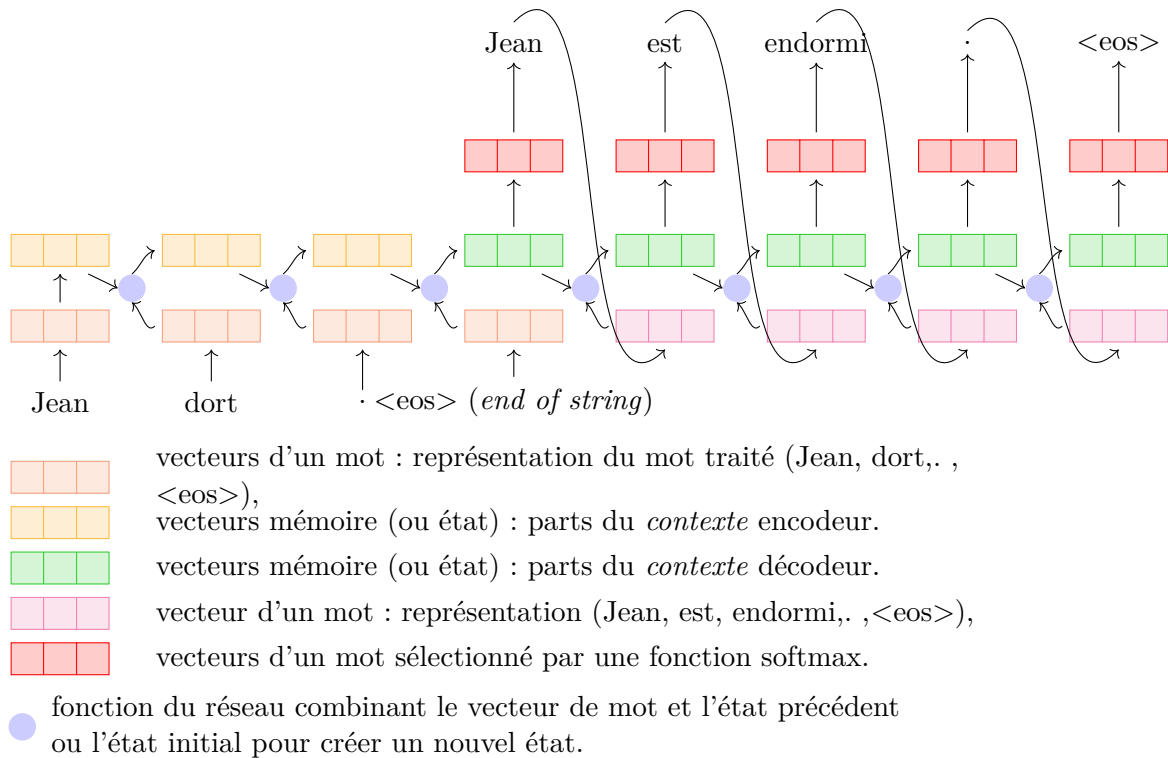 Jean est endormi . <eos>
Jean dort . <eos> (end of string)
vecteurs d'un mot : représentation du mot traité (Jean, dort,. ,
<eos>),
vecteurs mémoire (ou état) : parts du contexte encodeur.
vecteurs mémoire (ou état) : parts du contexte décodeur.
vecteur d'un mot : représentation (Jean, est, endormi,. ,<eos>),
vecteurs d'un mot sélectionné par une fonction softmax.
fonction du réseau combinant le vecteur de mot et l'état précédent
ou l'état initial pour créer un nouvel état.